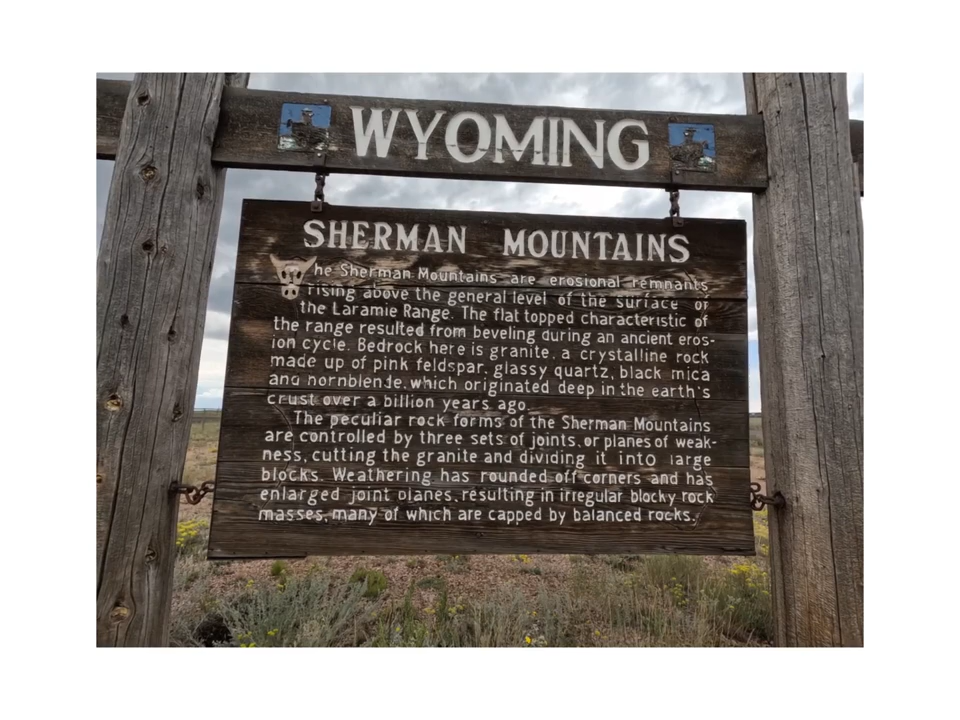 WYOMING
SHERMAN MOUNTAINS
The Sherman Mountains are erosional remnants
rising above the general level of the surface of
the Laramie Range. The flat topped characteristic of
the range resulted from beveling during an ancient eros-
ion cycle. Bedrock here is granite, a crystalline rock
made up of pink feldspar, glassy quartz, black mica
and hornblende, which originated deep in the earth's
crust over a billion years ago.
The peculiar rock forms of the Sherman Mountains
are controlled by three sets of joints, or planes of weak-
ness, cutting the granite and dividing it into large
blocks. Weathering has rounded off corners and has
enlarged joint planes, resulting in irregular blocky rock
masses, many of which are capped by balanced rocks.